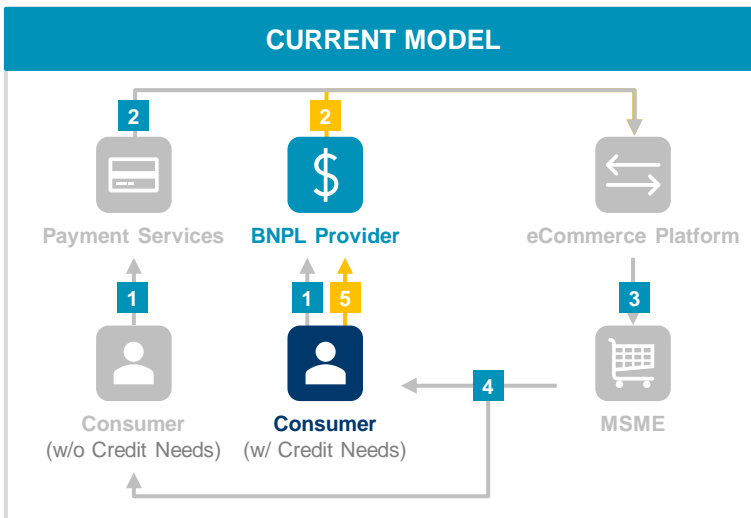 CURRENT MODEL
2
2
$
Payment Services
BNPL Provider
eCommerce Platform
1
1
5
3
4
Consumer
(w/o Credit Needs)
Consumer
(w/ Credit Needs)
MSME